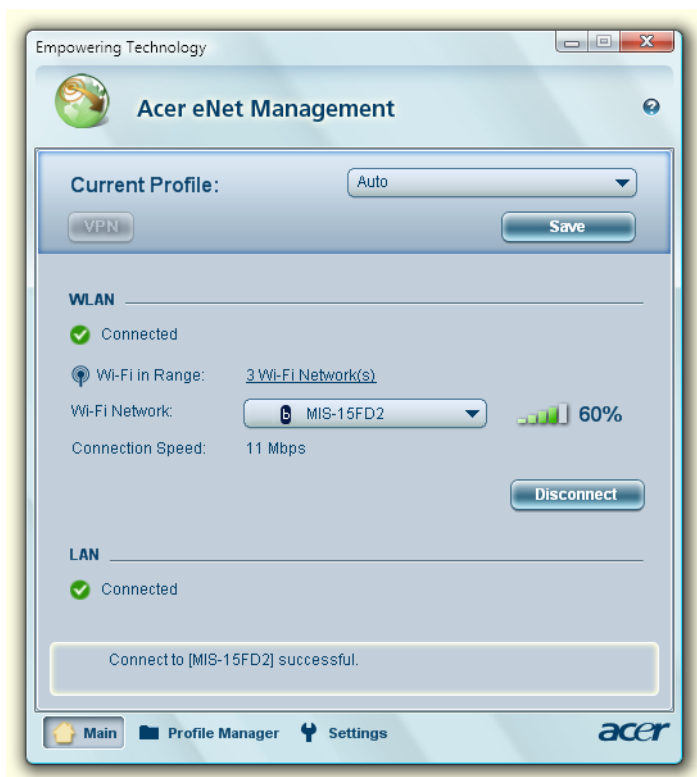 Empowering Technology
Acer eNet Management
Current Profile: Auto
VPN Save
WLAN
Connected
Wi-Fi in Range: 3 Wi-Fi Network(s)
Wi-Fi Network: b MIS-15FD2 60%
Connection Speed: 11 Mbps
Disconnect
LAN
Connected
Connect to [MIS-15FD2] successful.
Main Profile Manager Settings acer